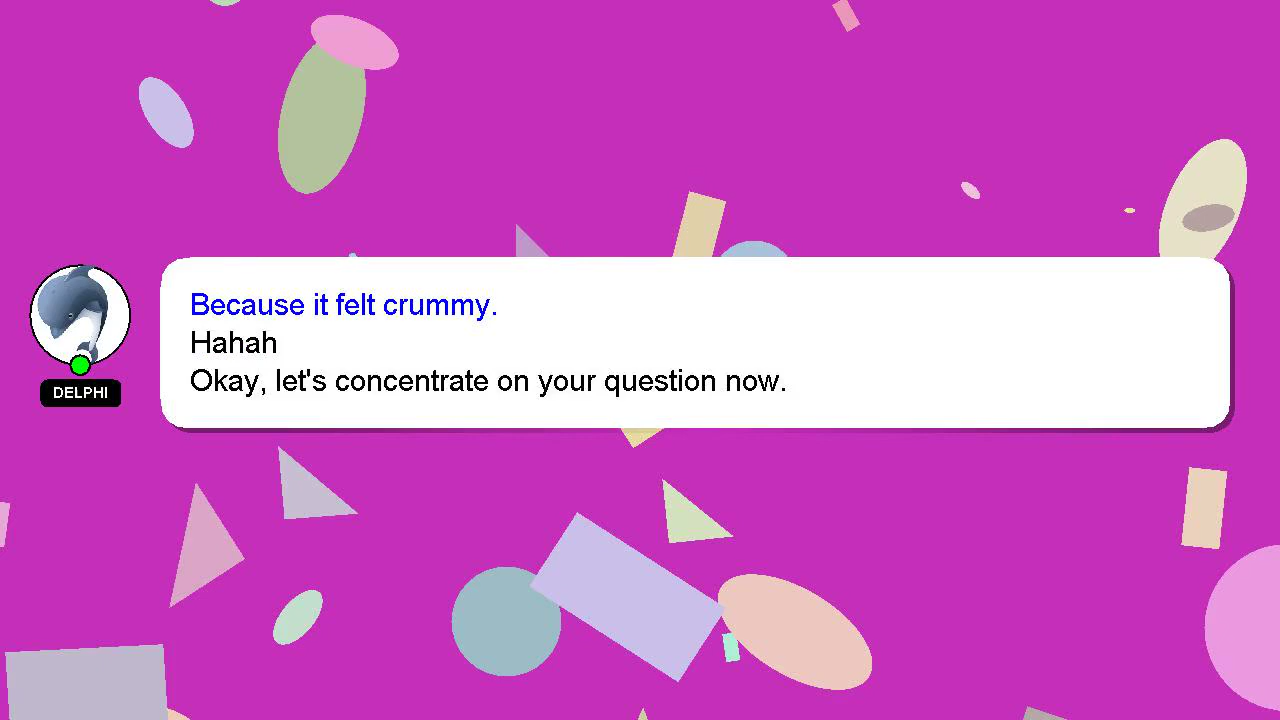 Because it felt crummy.
Hahah
Okay, let's concentrate on your question now.
DELPHI